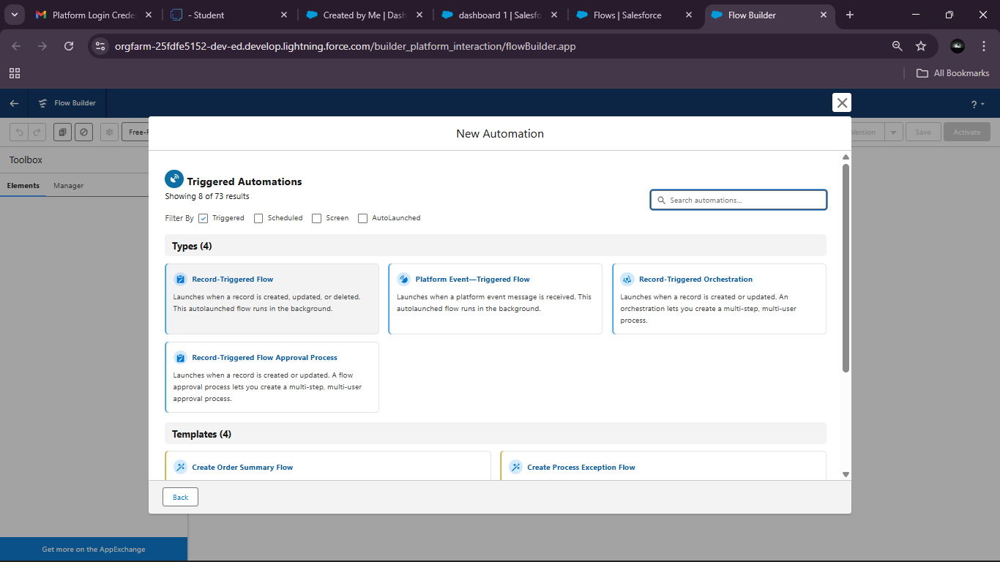 Platform Login Crede
- Student
Created by Me | Dash
dashboard 1 | Salesfo
Flows | Salesforce
Flow Builder
orgfarm-25fdfe5152-dev-ed.develop.lightning.force.com/builder_platform_interaction/flowBuilder.app
All Bookmarks
Flow Builder
?
Free-F
Version
Save
Activate
Toolbox
Elements
Manager
New Automation
Triggered Automations
Showing 8 of 73 results
Search automations...
Filter By Triggered Scheduled Screen AutoLaunched
Types (4)
Record-Triggered Flow
Launches when a record is created, updated, or deleted.
This autolaunched flow runs in the background.
Platform Event—Triggered Flow
Launches when a platform event message is received. This
autolaunched flow runs in the background.
Record-Triggered Orchestration
Launches when a record is created or updated. An
orchestration lets you create a multi-step, multi-user
process.
Record-Triggered Flow Approval Process
Launches when a record is created or updated. A flow
approval process lets you create a multi-step, multi-user
approval process.
Templates (4)
Create Order Summary Flow
Create Process Exception Flow
Back
Get more on the AppExchange